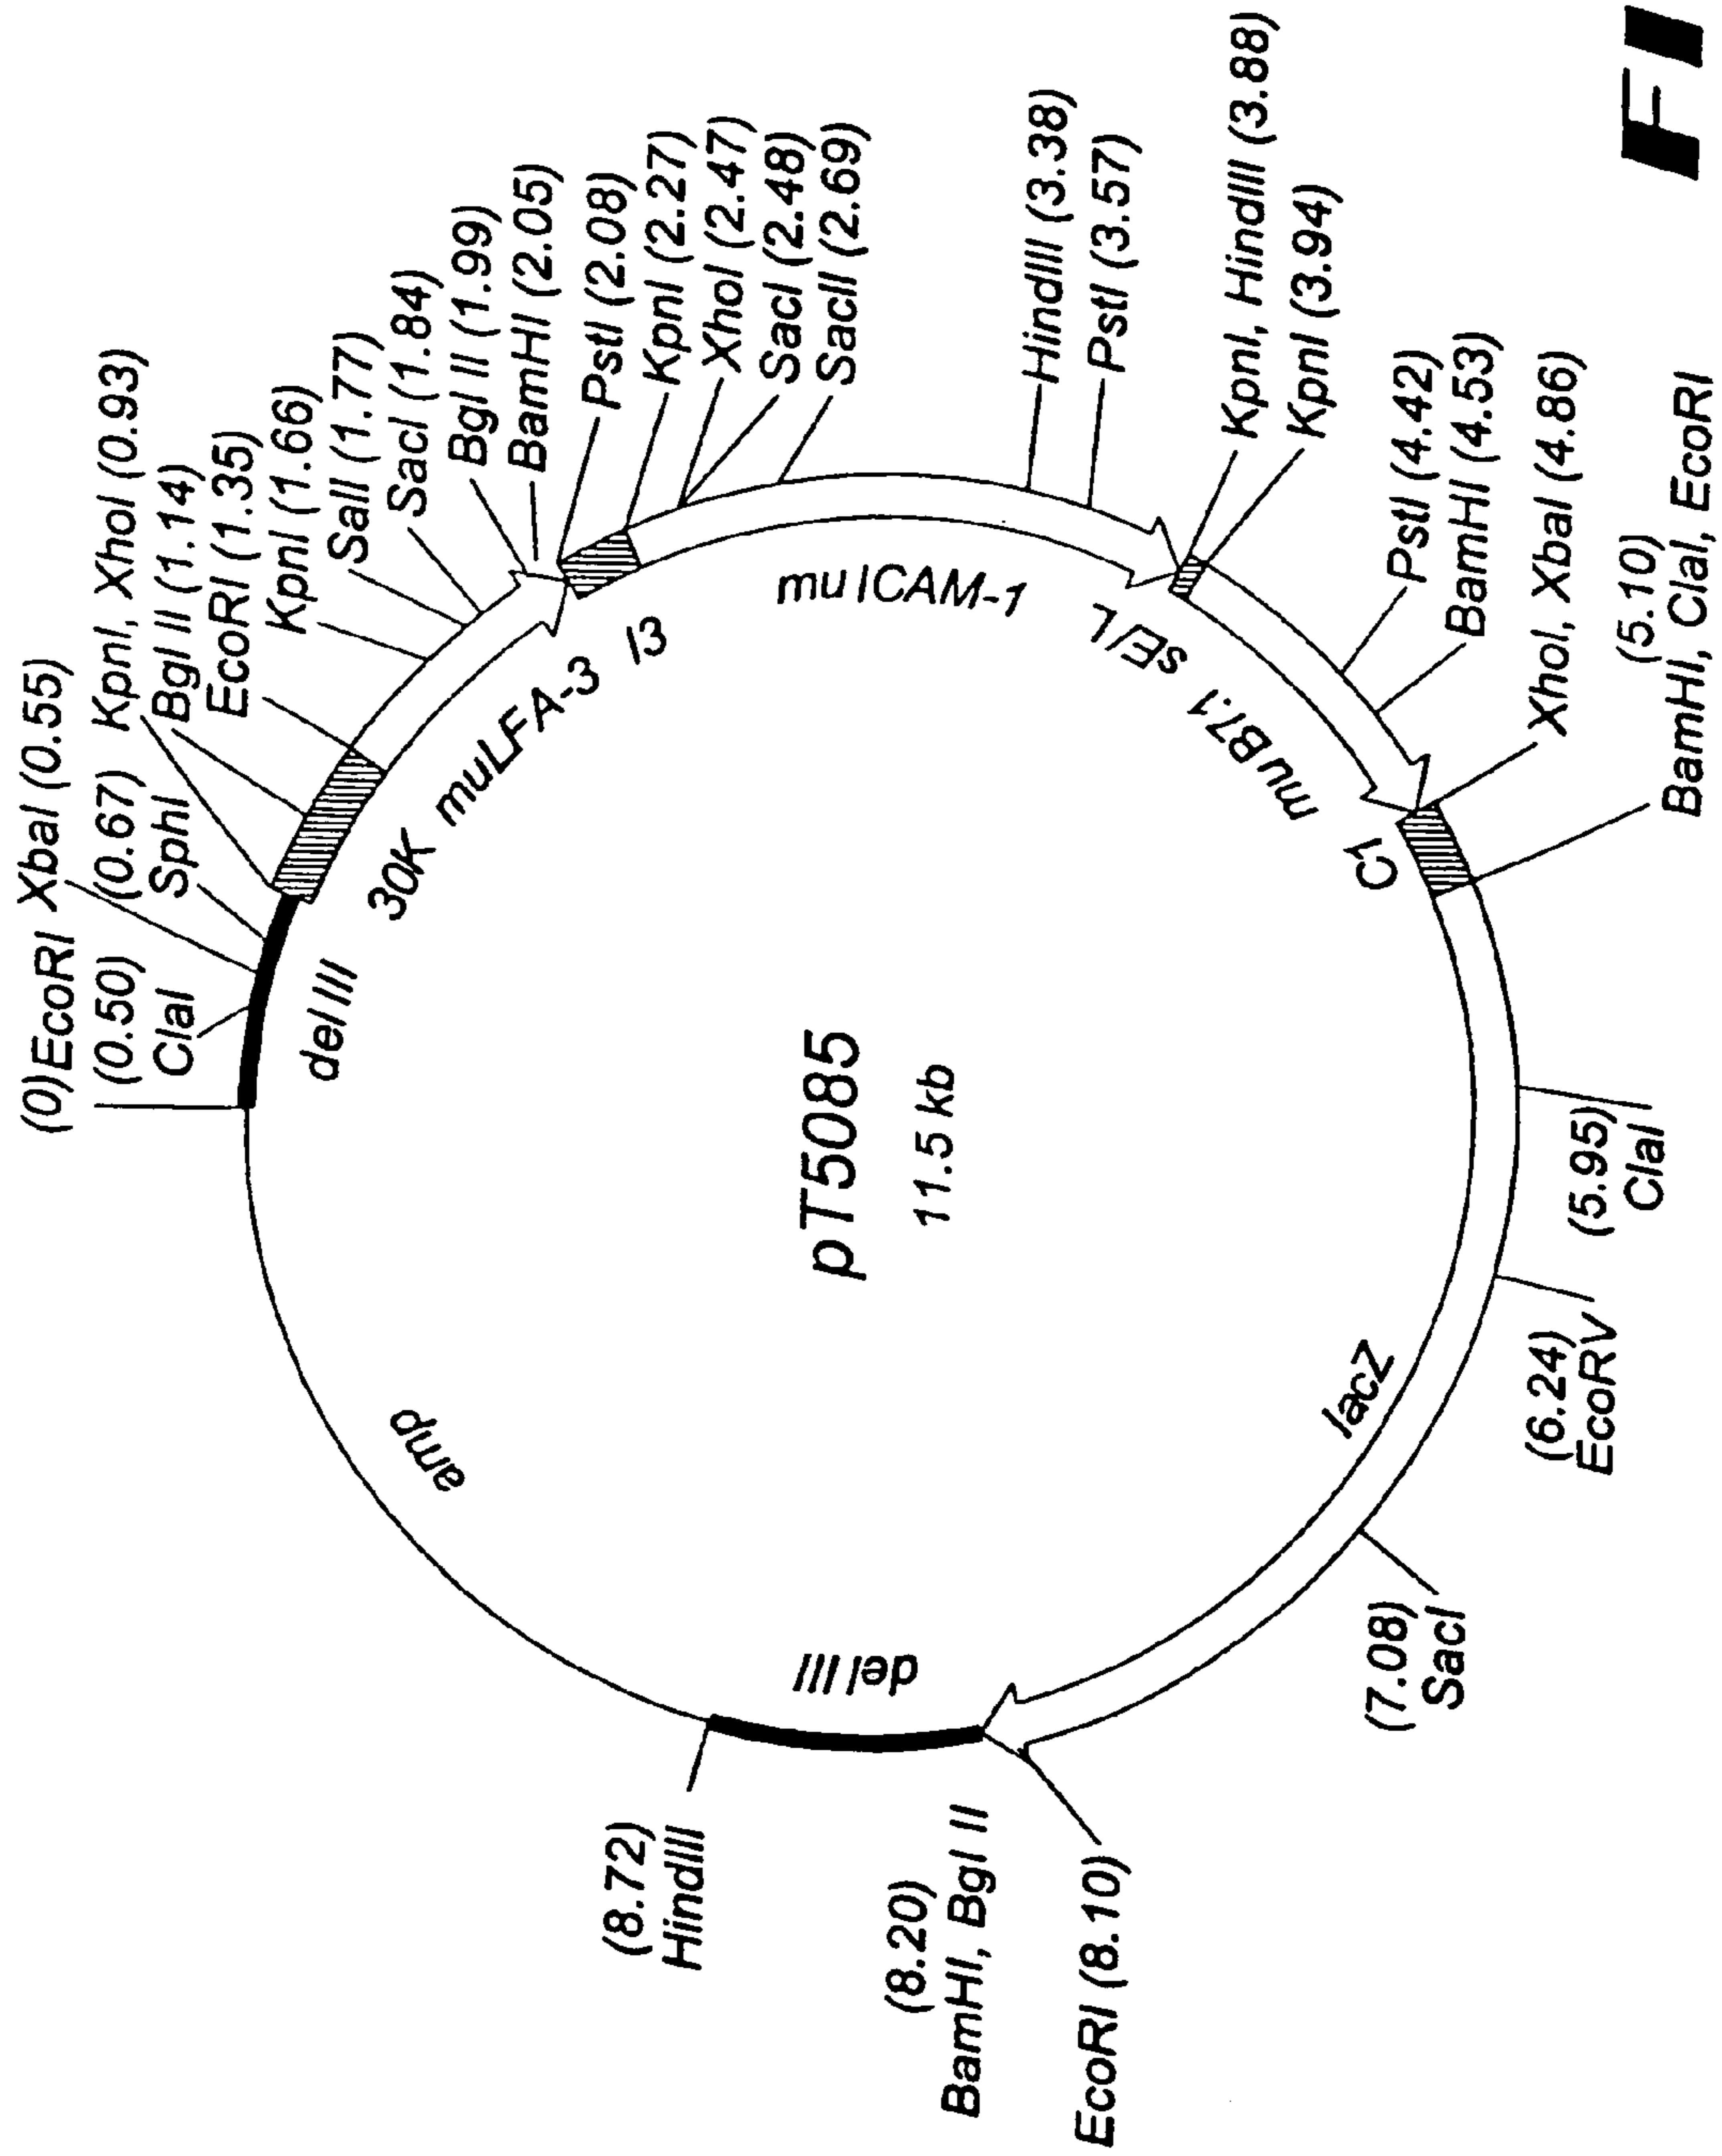 (0) EcoRI
(0.50)
ClaI
XbaI (0.55)
(0.67)
SphI
KpnI, XhoI (0.93)
Bgl II (1.14)
EcoRI (1.35)
KpnI (1.66)
SalI (1.77)
SacI (1.84)
Bgl II (1.99)
BamHI (2.05)
PstI (2.08)
KpnI (2.27)
XhoI (2.47)
SacI (2.48)
SacII (2.69)
HindIII (3.38)
PstI (3.57)
KpnI, HindIII (3.88)
KpnI (3.94)
PstI (4.42)
BamHI (4.53)
XhoI, XbaI (4.86)
(5.10)
BamHI, ClaI, EcoRI
(5.95)
ClaI
(6.24)
EcoRV
(7.08)
SacI
EcoRI (8.10)
(8.20)
BamHI, Bgl II
(8.72)
HindIII
del III
30K
muLFA-3
I3
mu ICAM-1
sE/L
mu B7.1
C1
lacZ
del III
amp
pT5085
11.5 kb